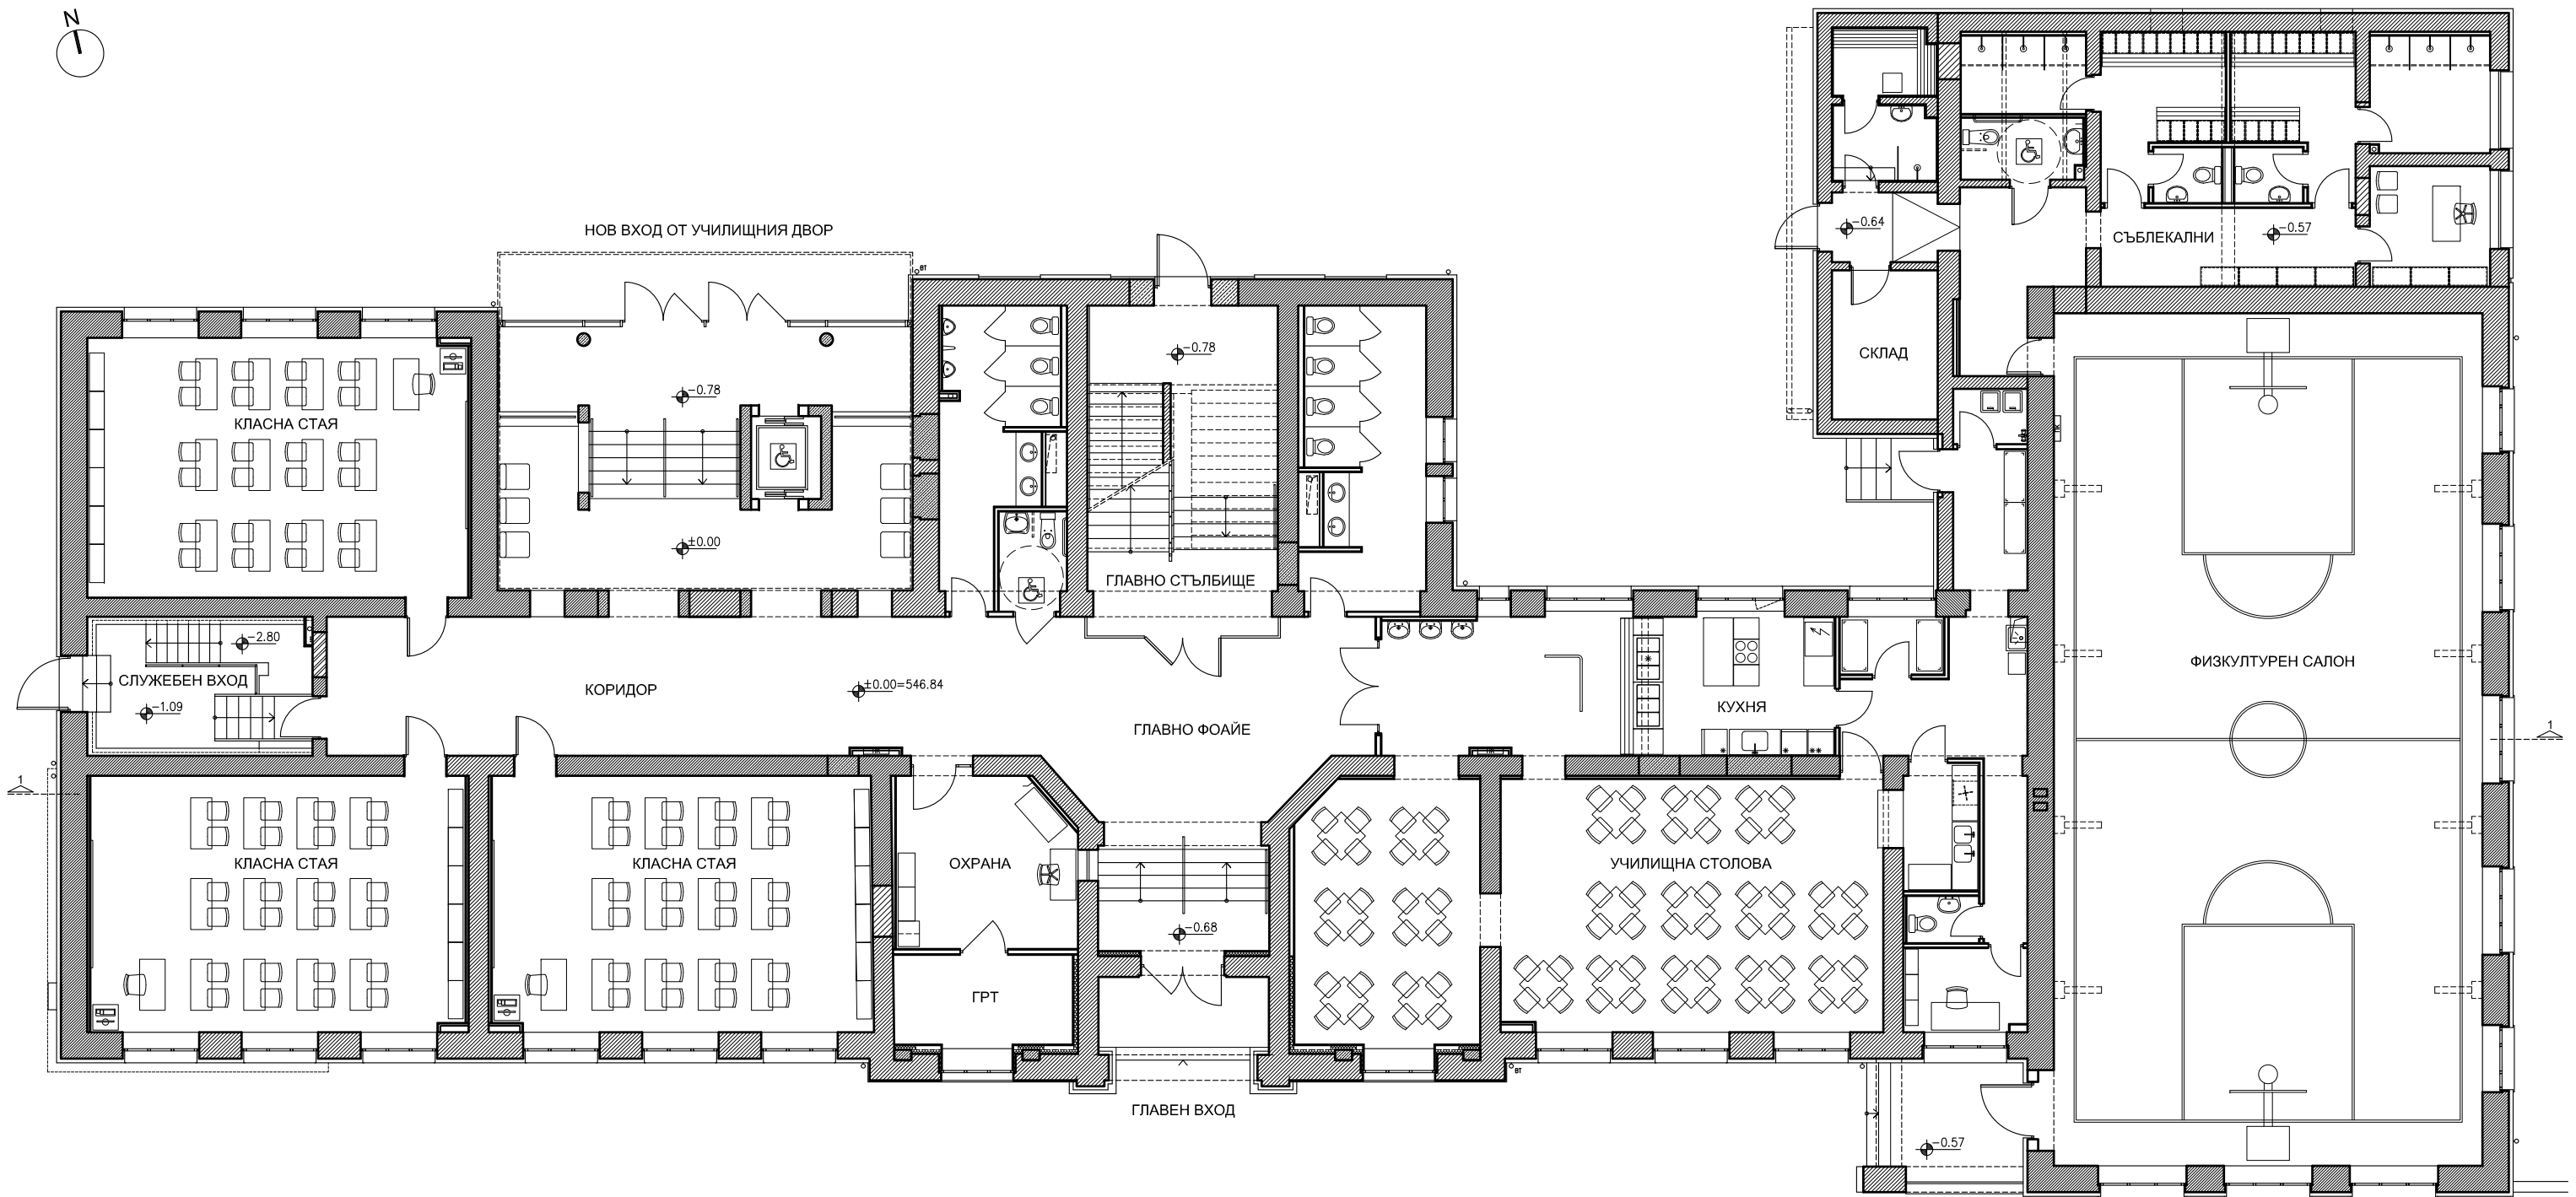 N
НОВ ВХОД ОТ УЧИЛИЩНИЯ ДВОР
-0.64
СЪБЛЕКАЛНИ
-0.57
вт
-0.78
-0.78
СКЛАД
КЛАСНА СТАЯ
±0.00
ГЛАВНО СТЪЛБИЩЕ
-2.80
СЛУЖЕБЕН ВХОД
-1.09
КОРИДОР
±0.00=546.84
ГЛАВНО ФОАЙЕ
КУХНЯ
ФИЗКУЛТУРЕН САЛОН
1
1
КЛАСНА СТАЯ
КЛАСНА СТАЯ
ОХРАНА
УЧИЛИЩНА СТОЛОВА
-0.68
ГРТ
вт
ГЛАВЕН ВХОД
-0.57